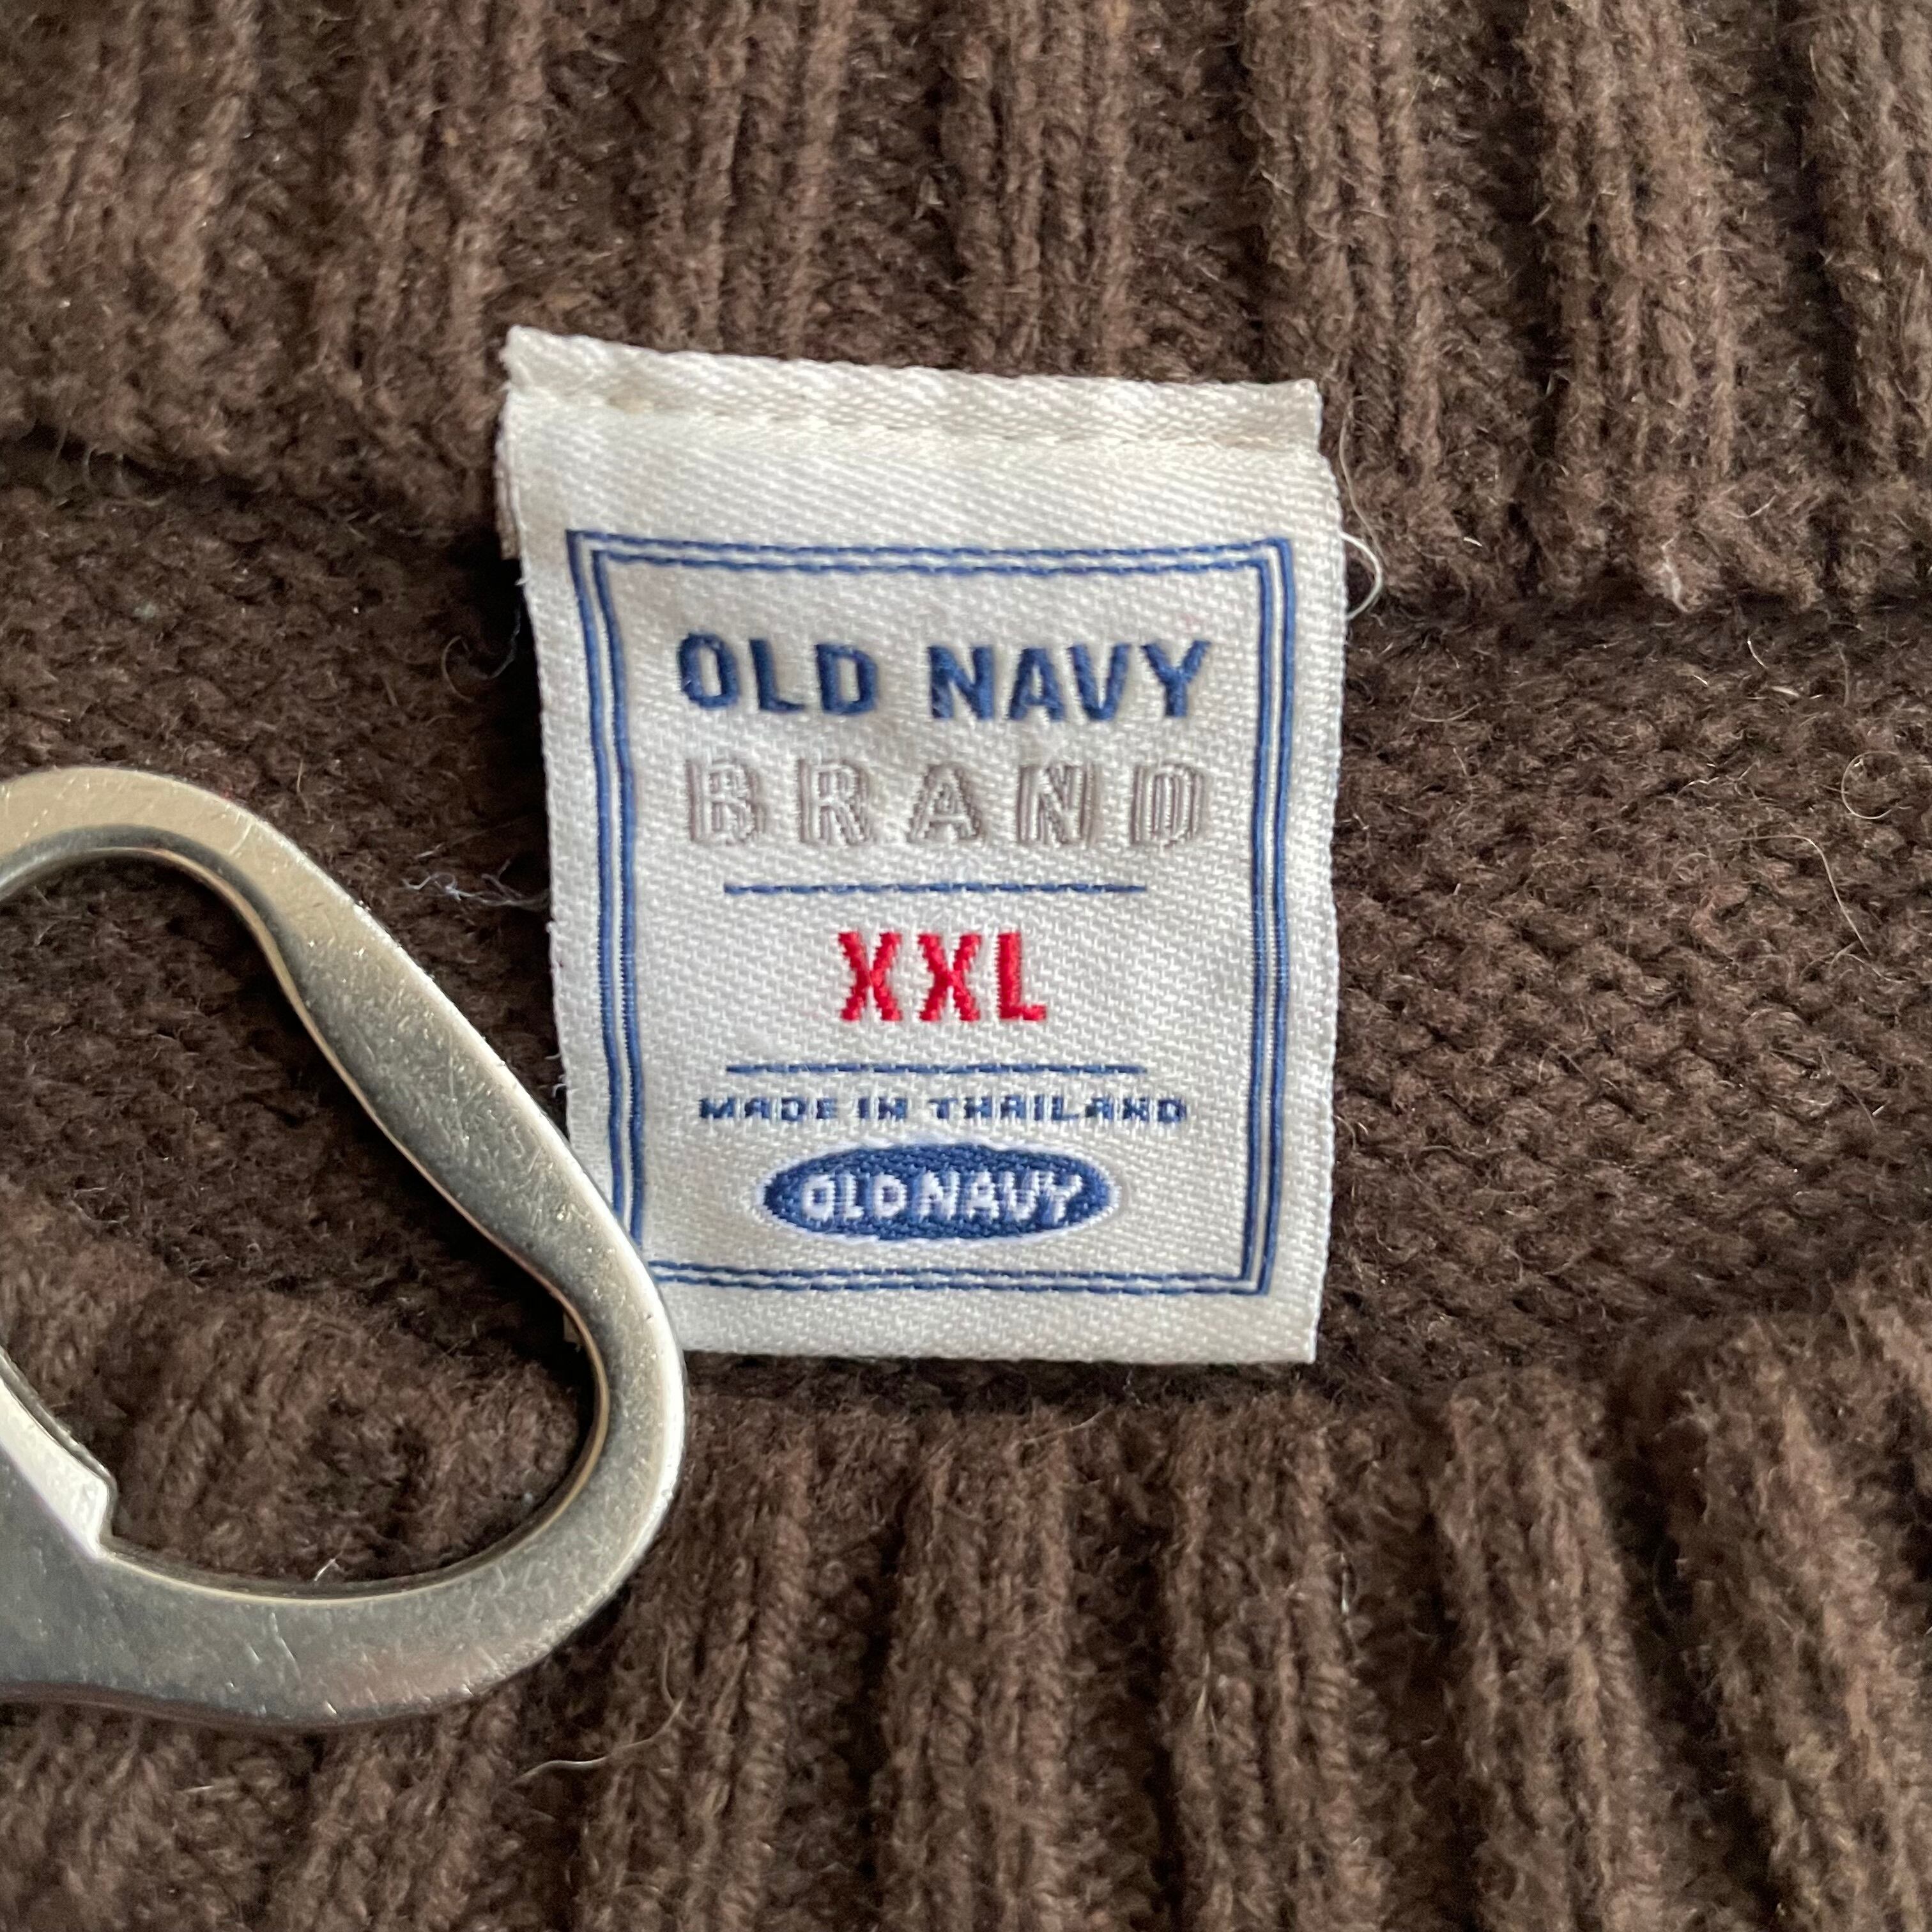 OLD NAVY
BRAND
XXL
MADE IN THAILAND
OLD NAVY